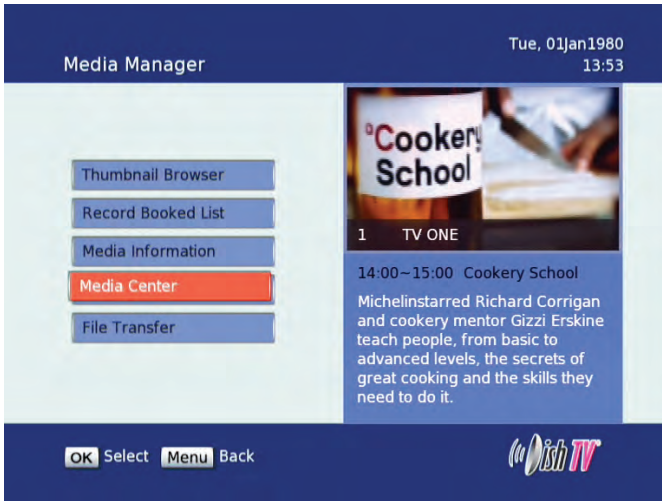 Media Manager
Tue, 01Jan1980
13:53
Thumbnail Browser
Record Booked List
Media Information
Media Center
File Transfer
°Cookery
School
1 TV ONE
14:00~15:00 Cookery School
Michelinstarred Richard Corrigan
and cookery mentor Gizzi Erskine
teach people, from basic to
advanced levels, the secrets of
great cooking and the skills they
need to do it.
OK Select Menu Back
Dish TV